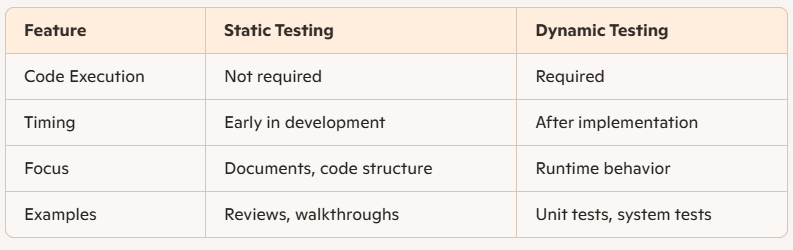 Feature Static Testing Dynamic Testing
Code Execution Not required Required
Timing Early in development After implementation
Focus Documents, code structure Runtime behavior
Examples Reviews, walkthroughs Unit tests, system tests